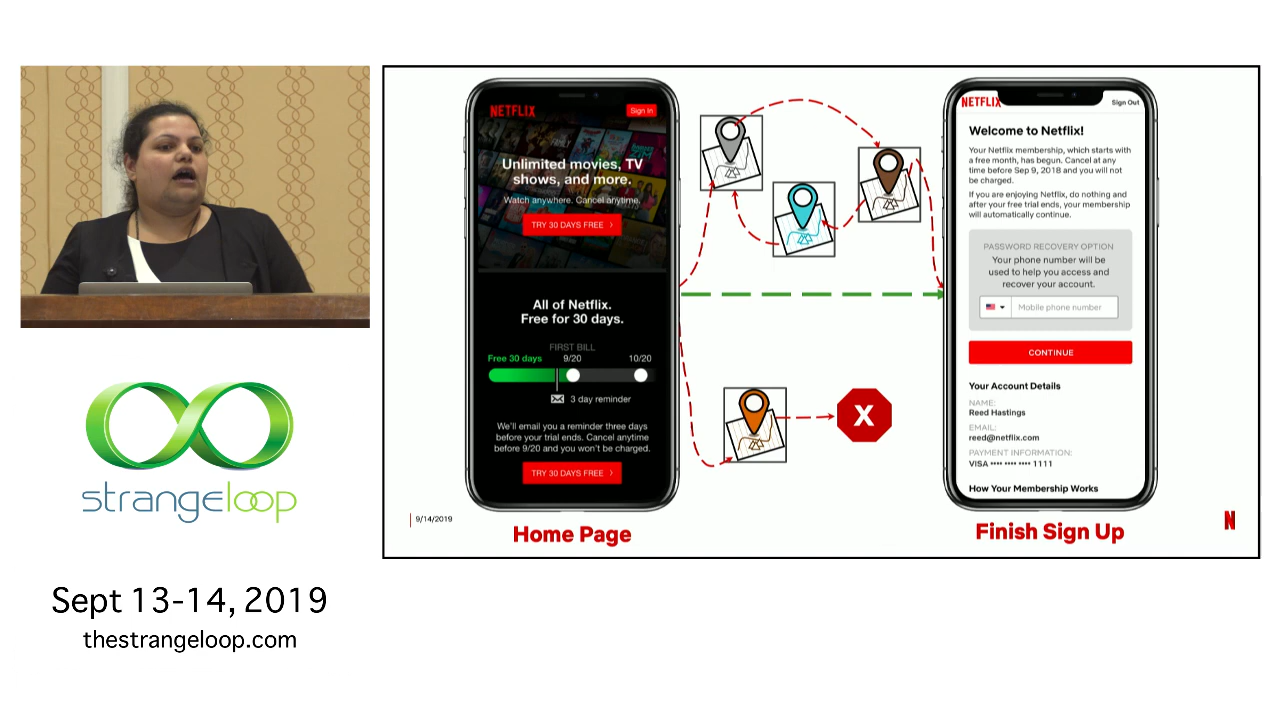 strangeloop
Sept 13-14, 2019
thestrangeloop.com
NETFLIX
Sign In
Unlimited movies, TV
shows, and more.
Watch anywhere. Cancel anytime.
TRY 30 DAYS FREE >
All of Netflix.
Free for 30 days.
FIRST BILL
Free 30 days 9/20 10/20
3 day reminder
We'll email you a reminder three days
before your trial ends. Cancel anytime
before 9/20 and you won't be charged.
TRY 30 DAYS FREE >
9/14/2019
Home Page
X
NETFLIX
Sign Out
Welcome to Netflix!
Your Netflix membership, which starts with
a free month, has begun. Cancel at any
time before Sep 9, 2018 and you will not
be charged.
If you are enjoying Netflix, do nothing and
after your free trial ends, your membership
will automatically continue.
PASSWORD RECOVERY OPTION
Your phone number will be
used to help you access and
recover your account.
Mobile phone number
CONTINUE
Your Account Details
NAME:
Reed Hastings
EMAIL:
reed@netflix.com
PAYMENT INFORMATION:
VISA •••• •••• •••• 1111
How Your Membership Works
Finish Sign Up
N